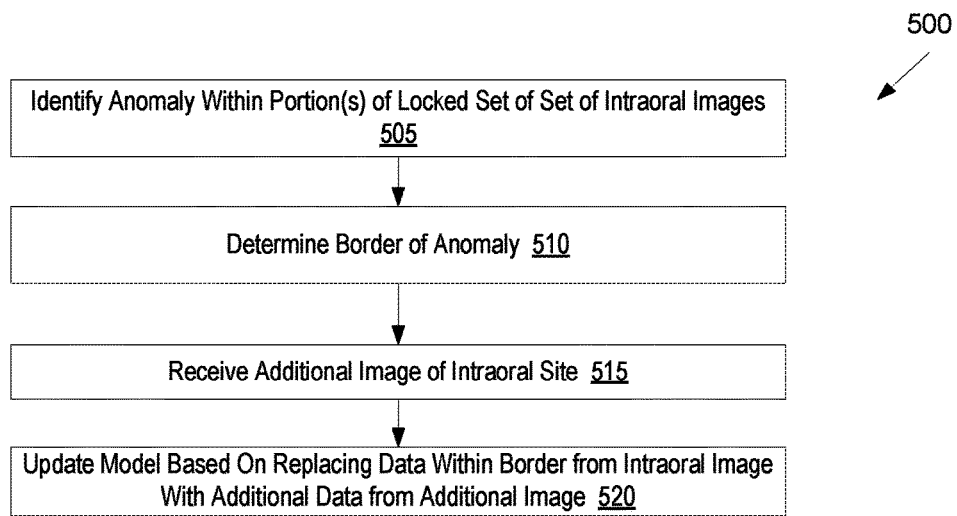 500
Identify Anomaly Within Portion(s) of Locked Set of Set of Intraoral Images
505
Determine Border of Anomaly 510
Receive Additional Image of Intraoral Site 515
Update Model Based On Replacing Data Within Border from Intraoral Image
With Additional Data from Additional Image 520